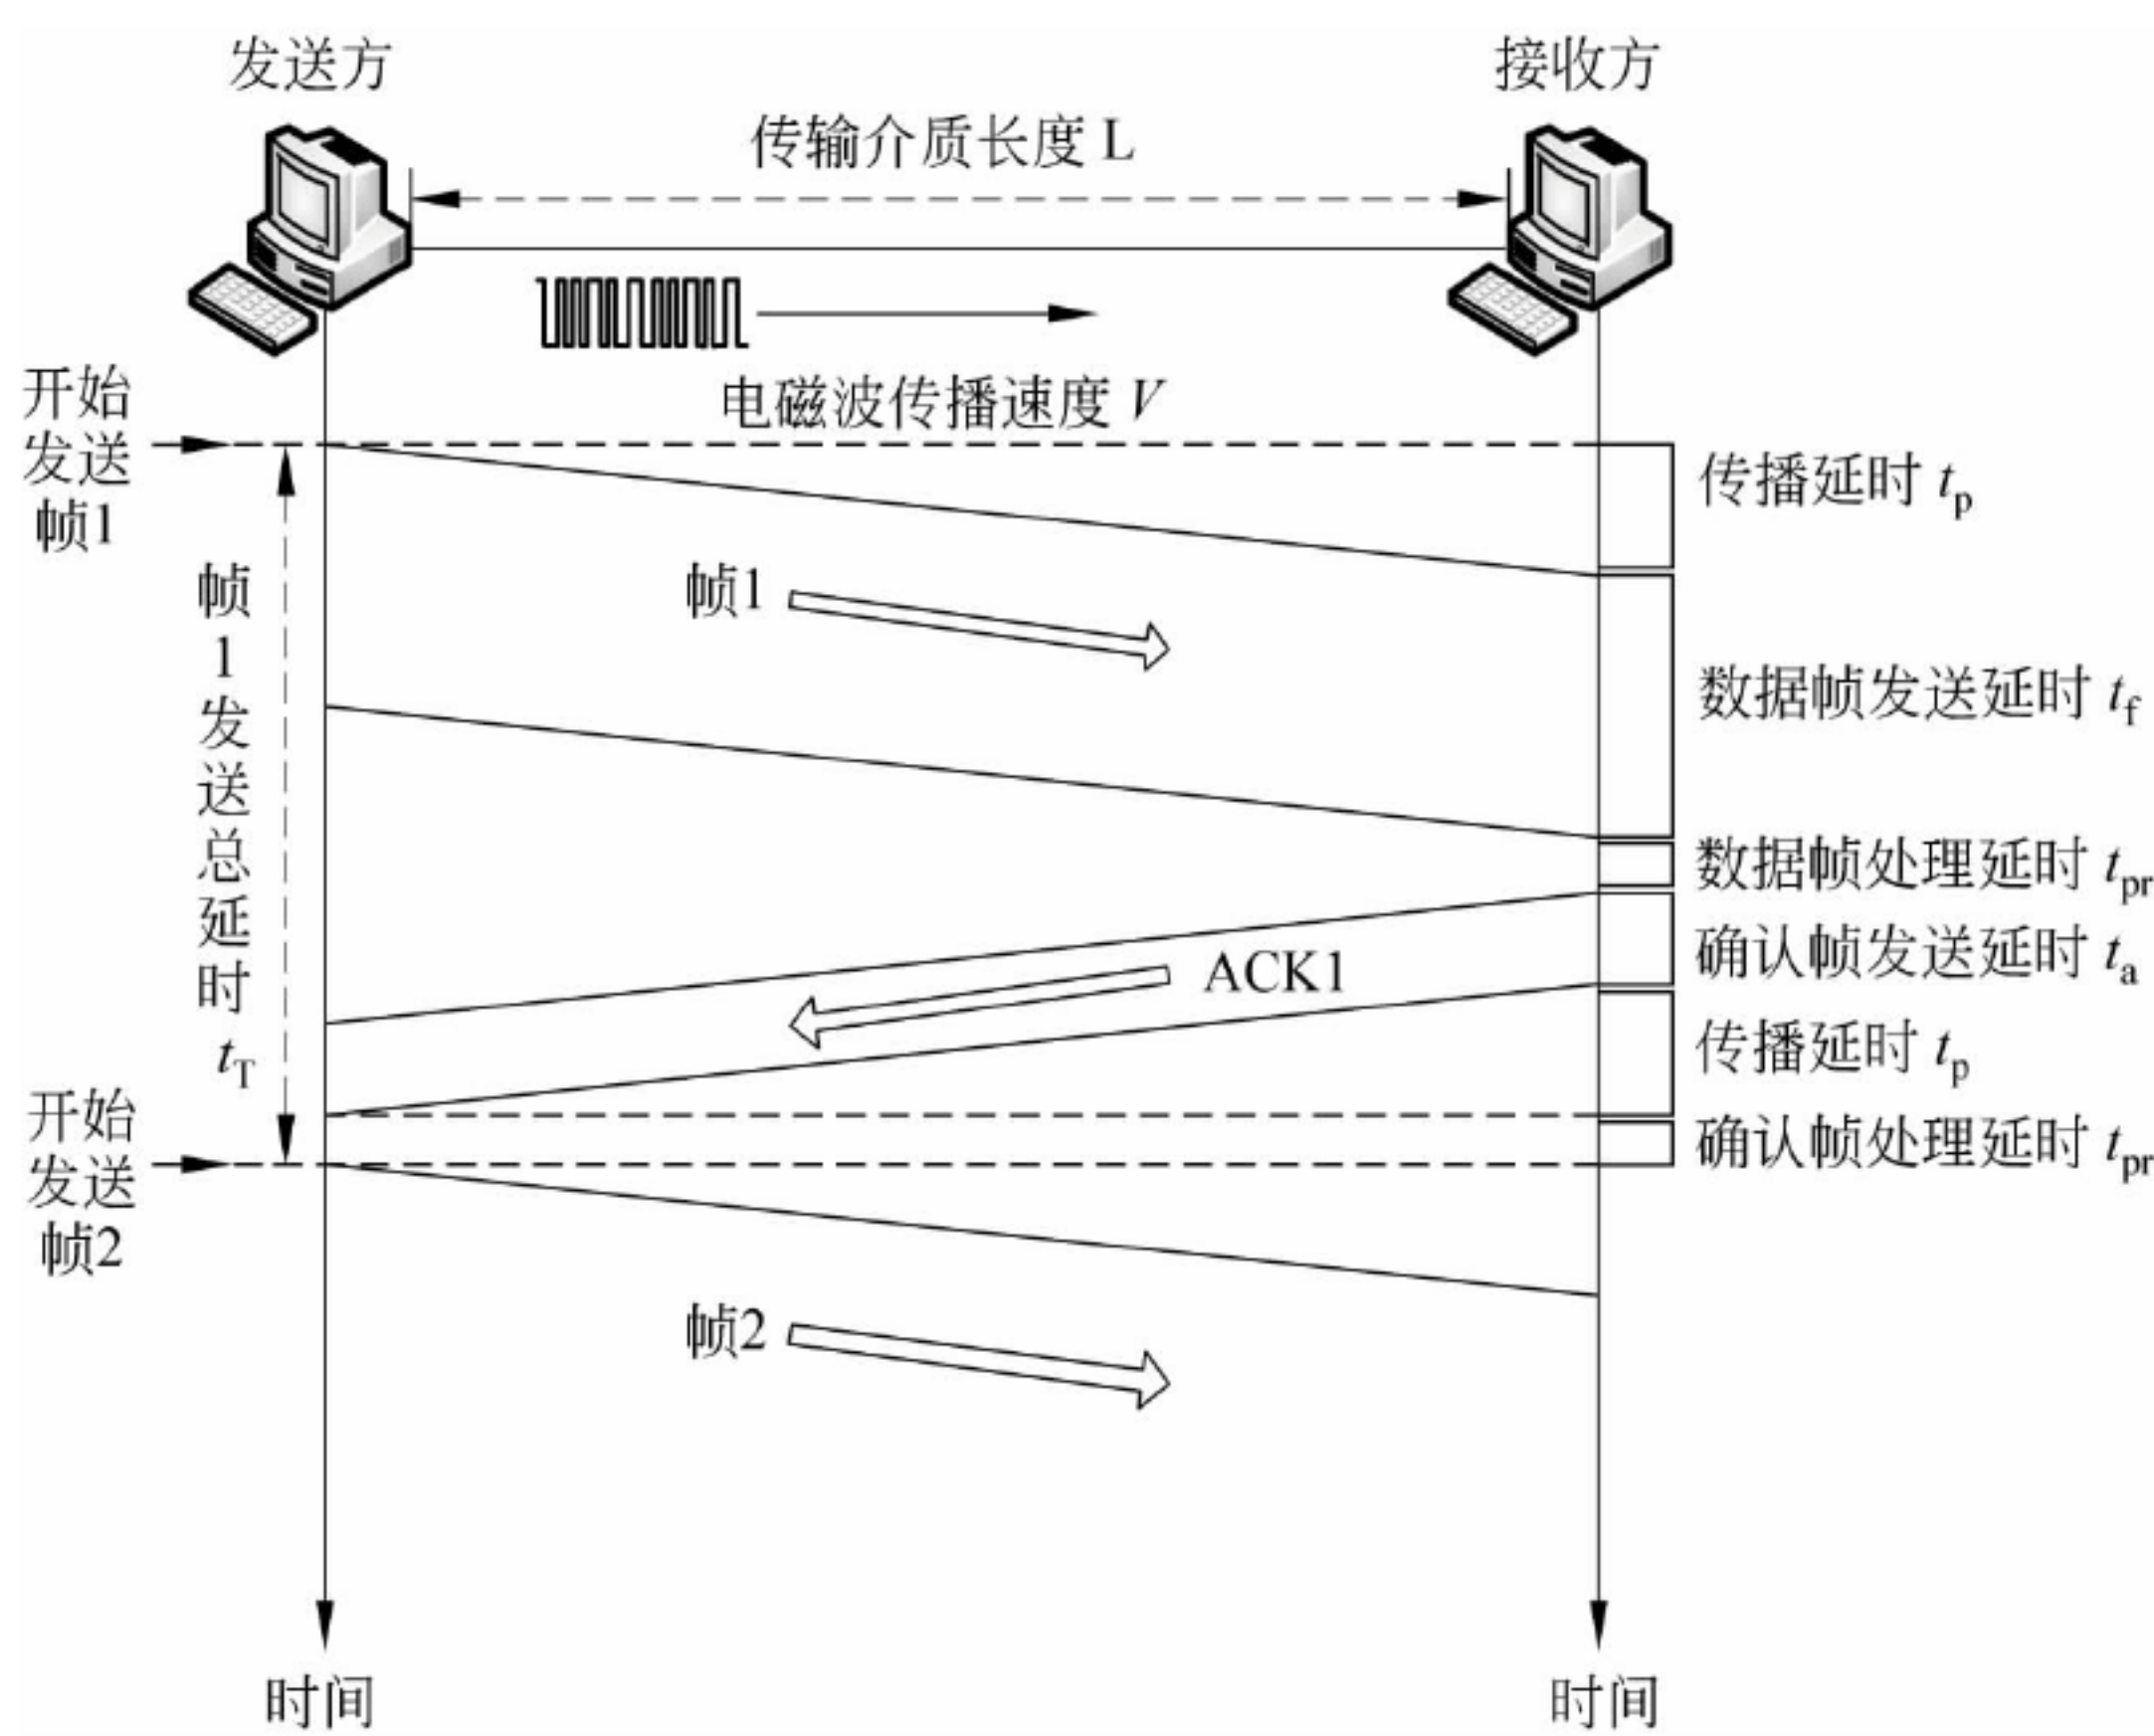 发送方
接收方
传输介质长度 L
电磁波传播速度 V
开始
发送
帧1
传播延时 tp
帧1
帧1发送总延时 tT
数据帧发送延时 tf
数据帧处理延时 tpr
确认帧发送延时 ta
ACK1
传播延时 tp
开始
发送
帧2
确认帧处理延时 tpr
帧2
时间
时间